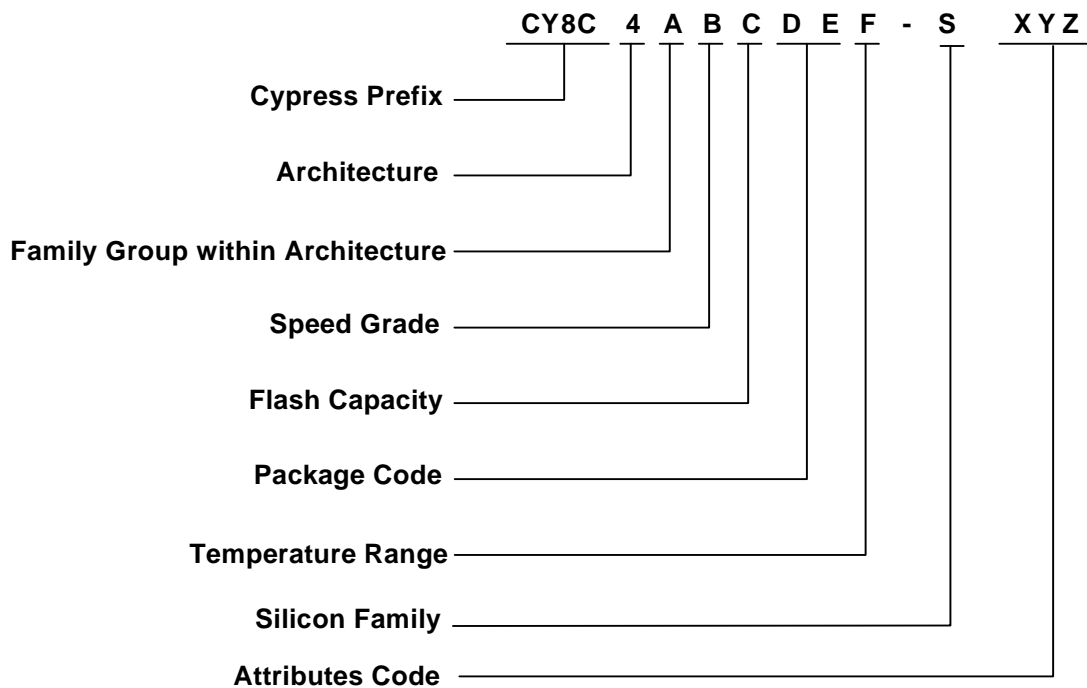 CY8C 4 A B C D E F - S X Y Z
Cypress Prefix
Architecture
Family Group within Architecture
Speed Grade
Flash Capacity
Package Code
Temperature Range
Silicon Family
Attributes Code